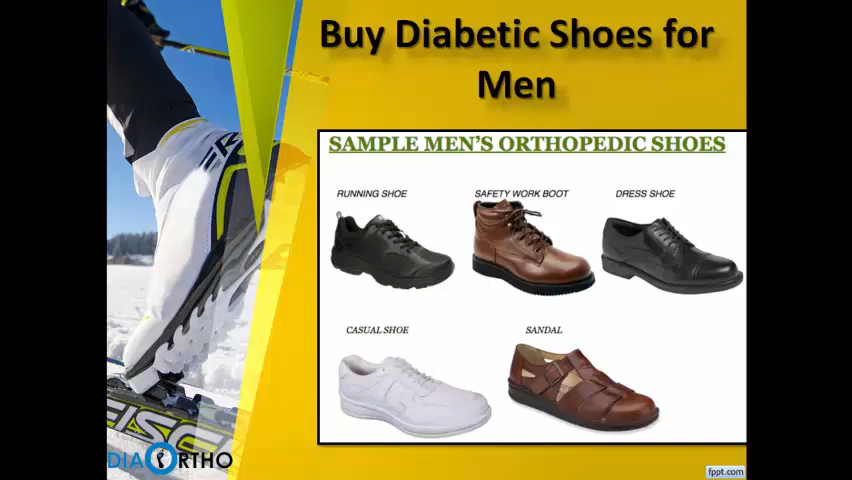 Buy Diabetic Shoes for
Men
SAMPLE MEN'S ORTHOPEDIC SHOES
RUNNING SHOE
SAFETY WORK BOOT
DRESS SHOE
CASUAL SHOE
SANDAL
DIAORTHO
fppt.com